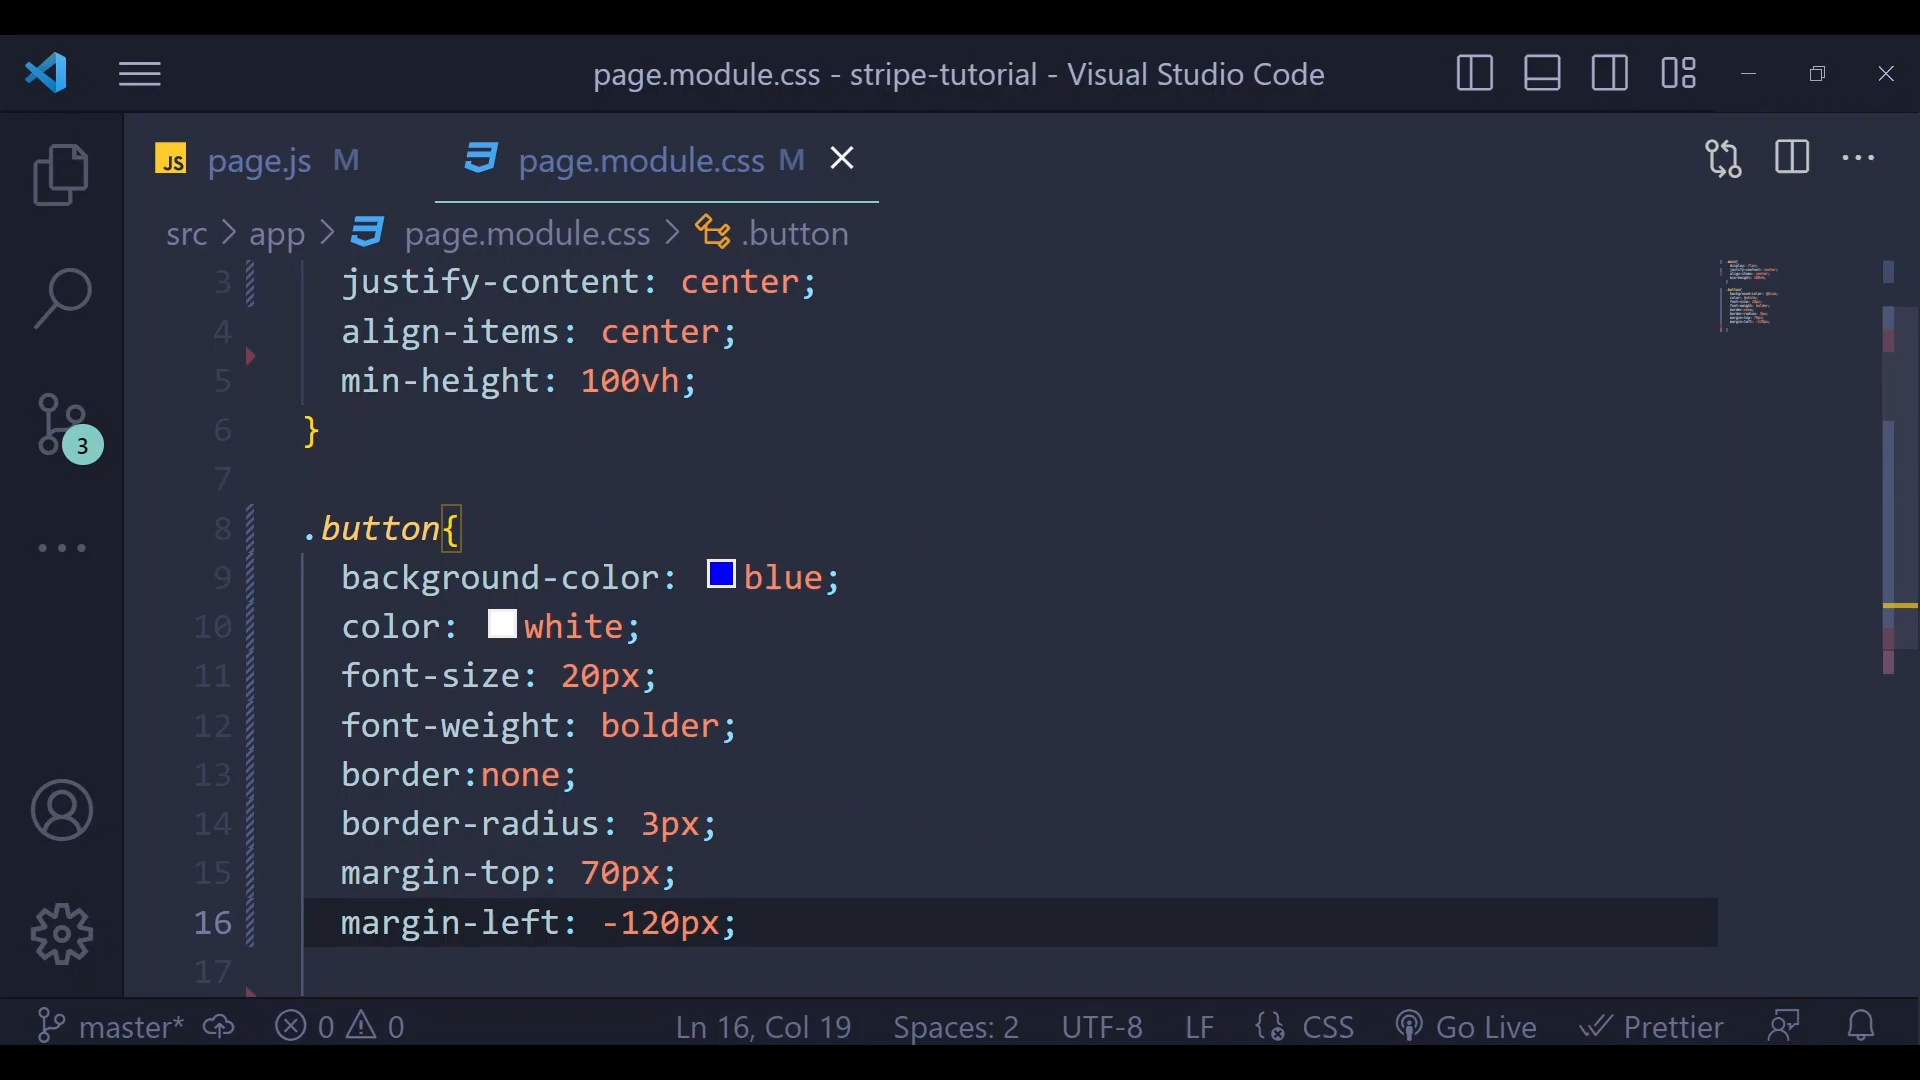 page.module.css - stripe-tutorial - Visual Studio Code
JS page.js M page.module.css M
src > app > page.module.css > .button
3 justify-content: center;
4 align-items: center;
5 min-height: 100vh;
6 }
7
8 .button{
9 background-color: blue;
10 color: white;
11 font-size: 20px;
12 font-weight: bolder;
13 border:none;
14 border-radius: 3px;
15 margin-top: 70px;
16 margin-left: -120px;
17
3
master* 0 0 Ln 16, Col 19 Spaces: 2 UTF-8 LF CSS Go Live Prettier